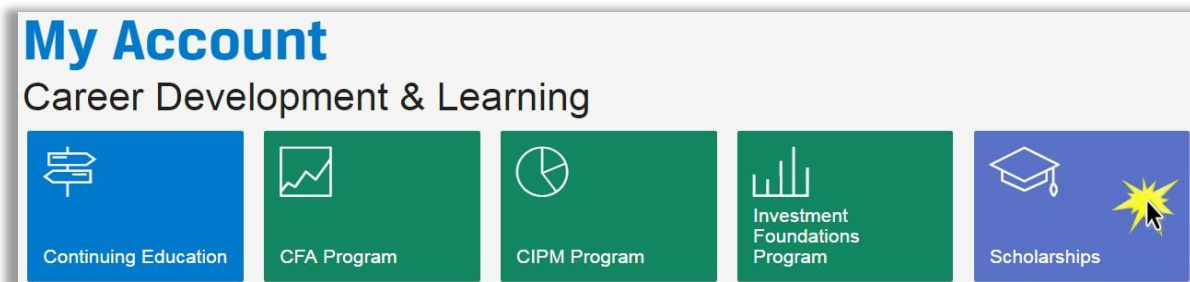 My Account
Career Development & Learning
Continuing Education
CFA Program
CIPM Program
Investment
Foundations
Program
Scholarships